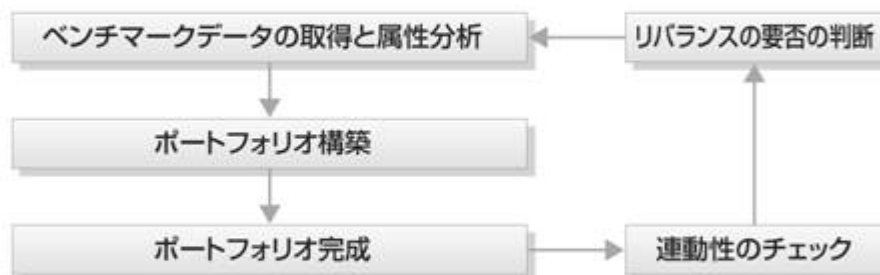 ベンチマークデータの取得と属性分析
リバランスの要否の判断
ポートフォリオ構築
ポートフォリオ完成
連動性のチェック